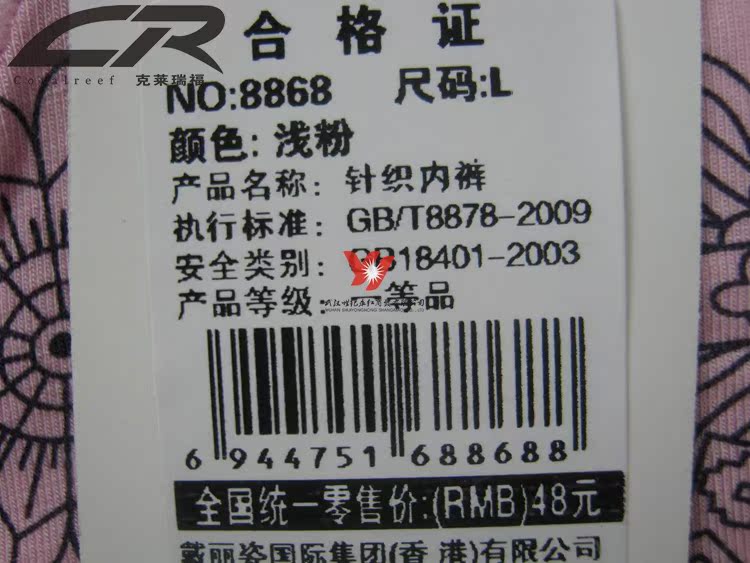 CR
Coralreef 克莱瑞福
合格证
NO:8868 尺码:L
颜色: 浅粉
产品名称: 针织内裤
执行标准: GB/T8878-2009
安全类别: GB18401-2003
产品等级: 等品
6 944751 688688
全国统一零售价:(RMB)48元
戴丽姿国际集团(香港)有限公司